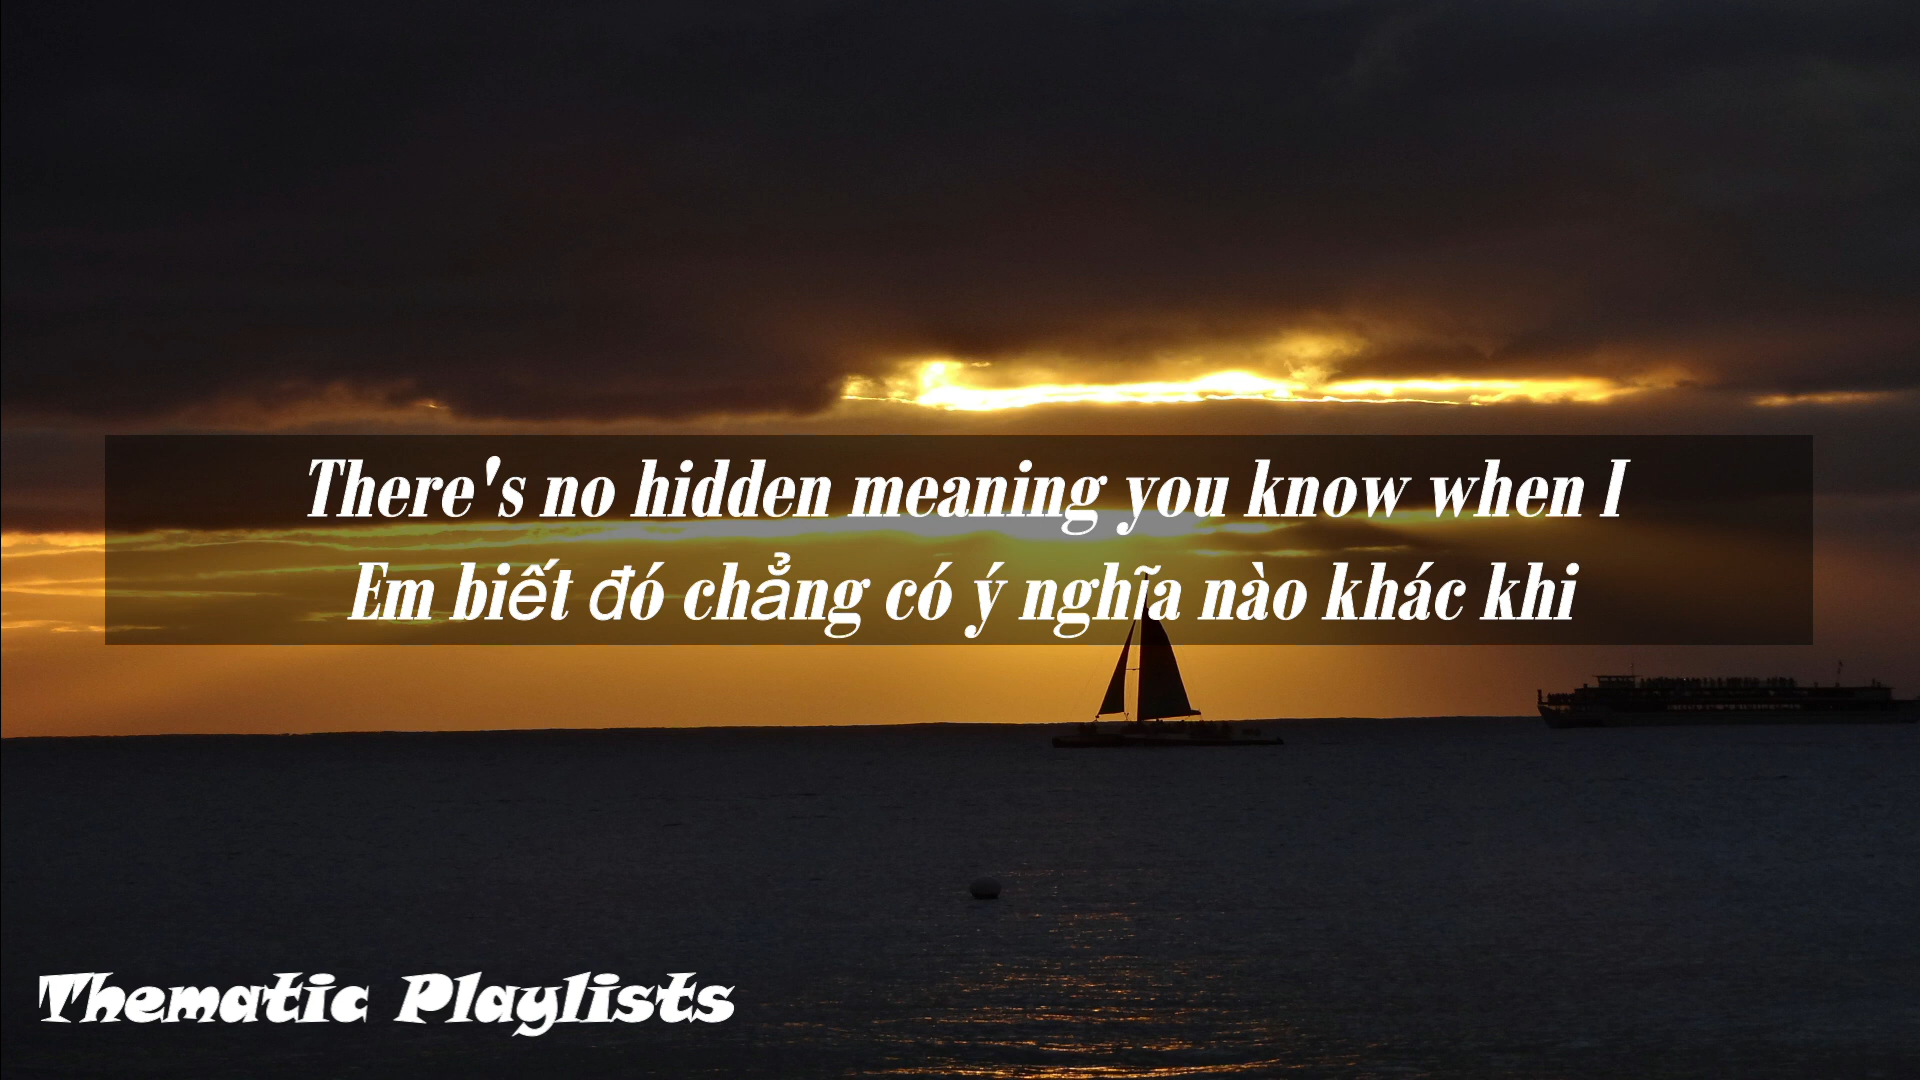 There's no hidden meaning you know when I
Em biết đó chẳng có ý nghĩa nào khác khi
Thematic Playlists